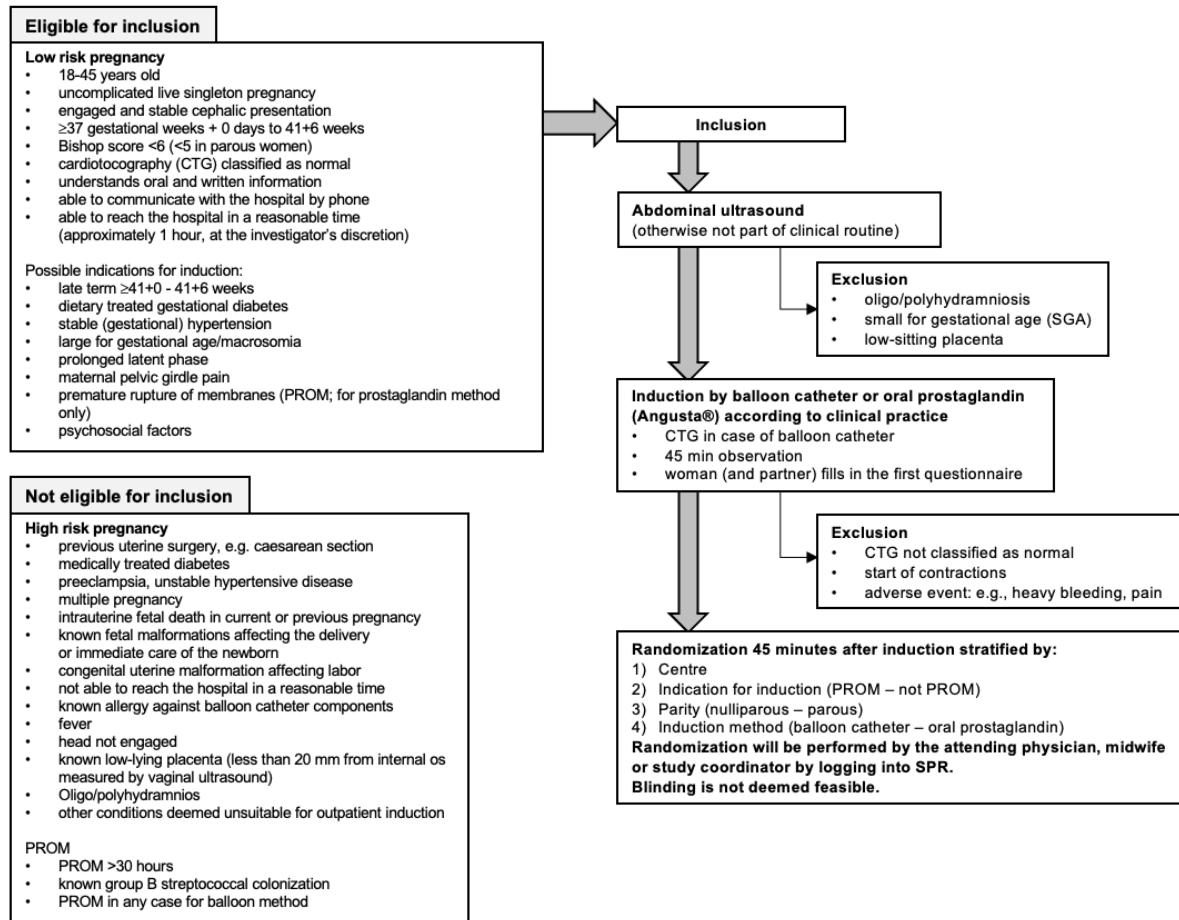 Eligible for inclusion
Low risk pregnancy
• 18-45 years old
• uncomplicated live singleton pregnancy
• engaged and stable cephalic presentation
• ≥37 gestational weeks + 0 days to 41+6 weeks
• Bishop score <6 (<5 in parous women)
• cardiotocography (CTG) classified as normal
• understands oral and written information
• able to communicate with the hospital by phone
• able to reach the hospital in a reasonable time
(approximately 1 hour, at the investigator's discretion)
Possible indications for induction:
• late term ≥41+0 - 41+6 weeks
• dietary treated gestational diabetes
• stable (gestational) hypertension
• large for gestational age/macrosomia
• prolonged latent phase
• maternal pelvic girdle pain
• premature rupture of membranes (PROM; for prostaglandin method
only)
• psychosocial factors
Not eligible for inclusion
High risk pregnancy
• previous uterine surgery, e.g. caesarean section
• medically treated diabetes
• preeclampsia, unstable hypertensive disease
• multiple pregnancy
• intrauterine fetal death in current or previous pregnancy
• known fetal malformations affecting the delivery
or immediate care of the newborn
• congenital uterine malformation affecting labor
• not able to reach the hospital in a reasonable time
• known allergy against balloon catheter components
• fever
• head not engaged
• known low-lying placenta (less than 20 mm from internal os
measured by vaginal ultrasound)
• Oligo/polyhydramnios
• other conditions deemed unsuitable for outpatient induction
PROM
• PROM >30 hours
• known group B streptococcal colonization
• PROM in any case for balloon method
Inclusion
Abdominal ultrasound
(otherwise not part of clinical routine)
Exclusion
• oligo/polyhydramniosis
• small for gestational age (SGA)
• low-sitting placenta
Induction by balloon catheter or oral prostaglandin
(Angusta®) according to clinical practice
• CTG in case of balloon catheter
• 45 min observation
• woman (and partner) fills in the first questionnaire
Exclusion
• CTG not classified as normal
• start of contractions
• adverse event: e.g., heavy bleeding, pain
Randomization 45 minutes after induction stratified by:
1) Centre
2) Indication for induction (PROM – not PROM)
3) Parity (nulliparous – parous)
4) Induction method (balloon catheter – oral prostaglandin)
Randomization will be performed by the attending physician, midwife
or study coordinator by logging into SPR.
Blinding is not deemed feasible.